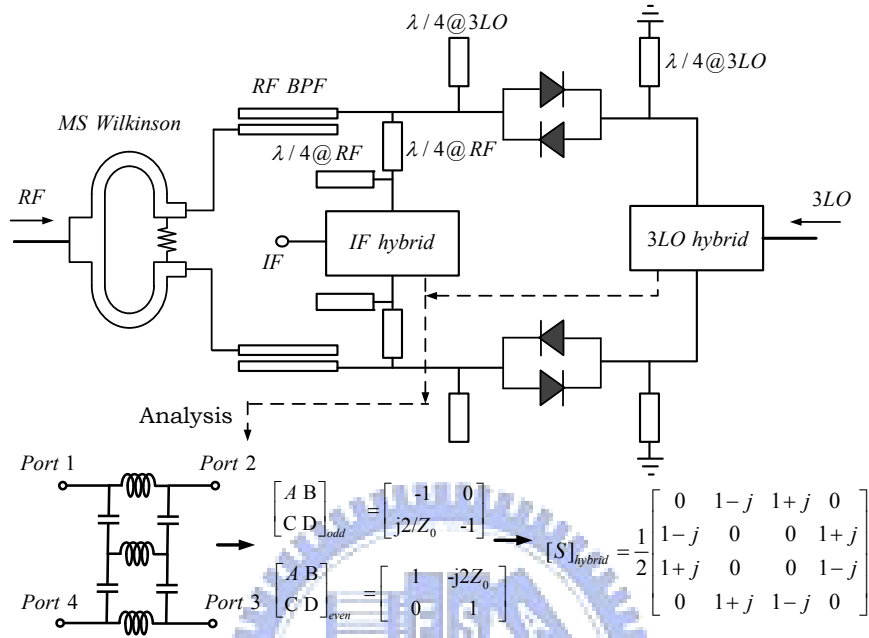 λ/4@3LO
λ/4@3LO
RF BPF
MS Wilkinson
λ/4@RF
λ/4@RF
RF
3LO
IF
IF hybrid
3LO hybrid
Analysis
Port 1
Port 2
Port 4
Port 3
[A B; C D]odd = [-1 0; j2/Z₀ -1]
[A B; C D]even = [1 -j2Z₀; 0 1]
[S]hybrid = 1/2 [0 1-j 1+j 0; 1-j 0 0 1+j; 1+j 0 0 1-j; 0 1+j 1-j 0]